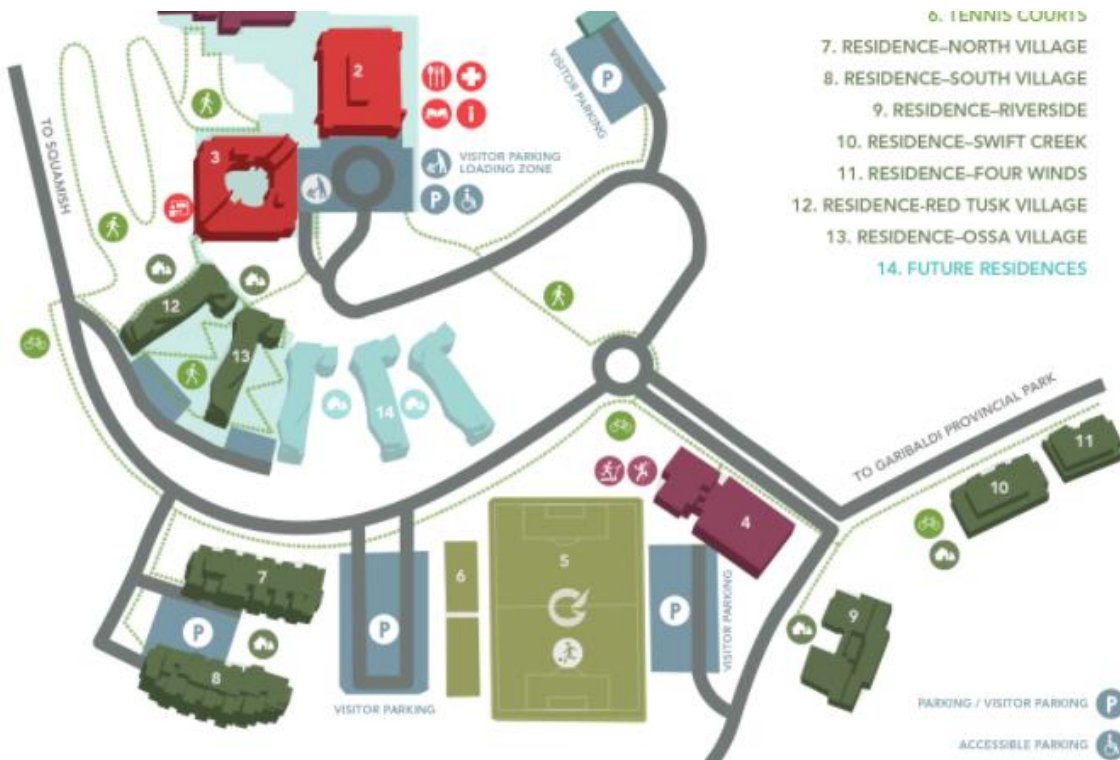 6. TENNIS COURTS
7. RESIDENCE–NORTH VILLAGE
8. RESIDENCE–SOUTH VILLAGE
9. RESIDENCE–RIVERSIDE
10. RESIDENCE–SWIFT CREEK
11. RESIDENCE–FOUR WINDS
12. RESIDENCE-RED TUSK VILLAGE
13. RESIDENCE–OSSA VILLAGE
14. FUTURE RESIDENCES
2
P
VISITOR PARKING
TO SQUAMISH
3
i
VISITOR PARKING
LOADING ZONE
P
12
13
14
TO GARIBALDI PROVINCIAL PARK
11
10
4
5
6
7
P
P
P
VISITOR PARKING
9
8
VISITOR PARKING
PARKING / VISITOR PARKING P
ACCESSIBLE PARKING